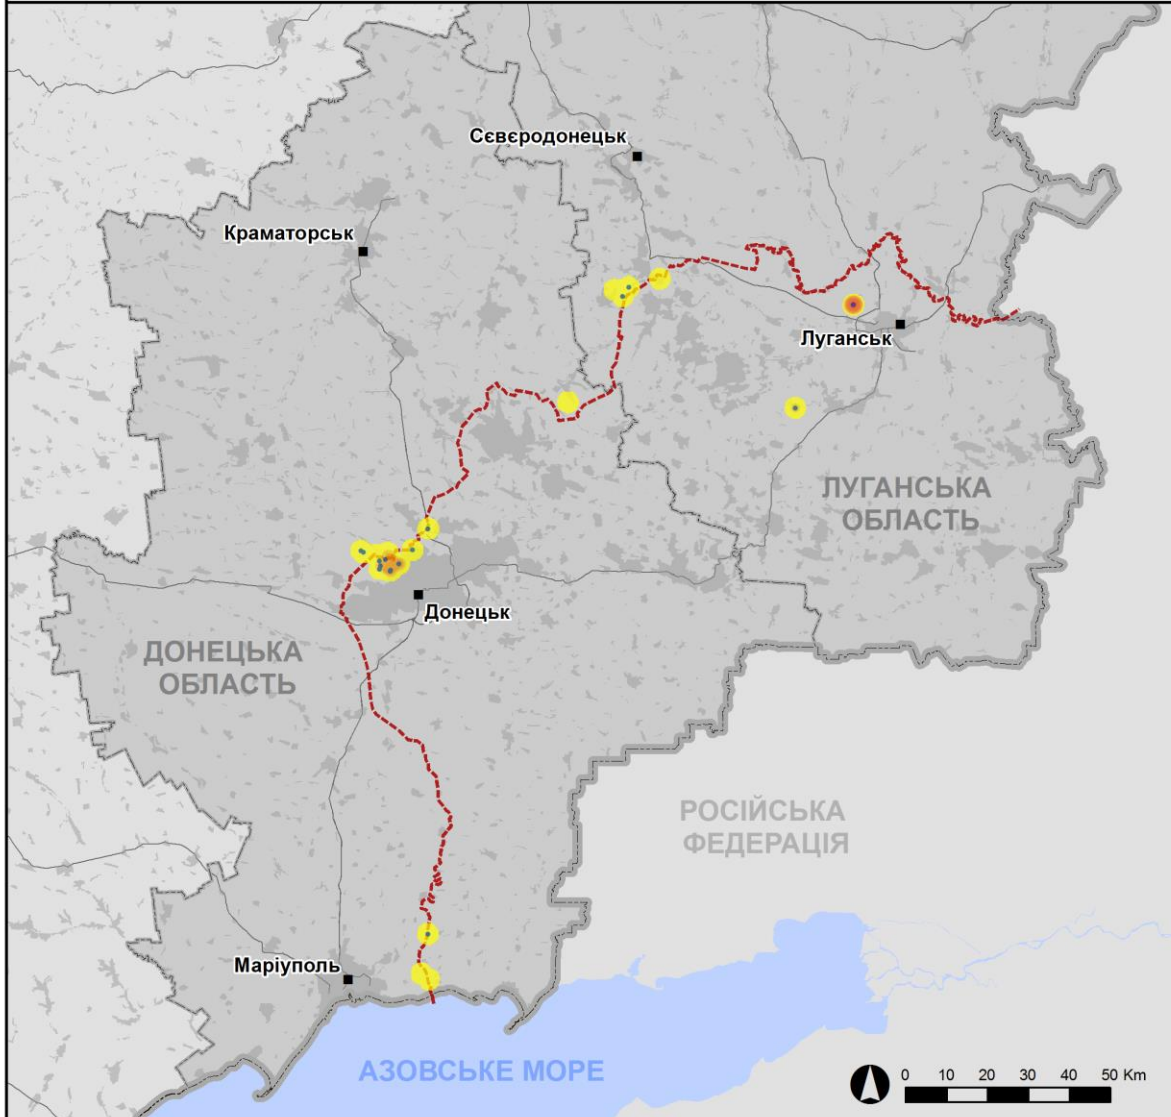 Сєвєродонецьк
Краматорськ
Луганськ
ЛУГАНСЬКА
ОБЛАСТЬ
Донецьк
ДОНЕЦЬКА
ОБЛАСТЬ
РОСІЙСЬКА
ФЕДЕРАЦІЯ
Маріуполь
АЗОВСЬКЕ МОРЕ
0 10 20 30 40 50 Km